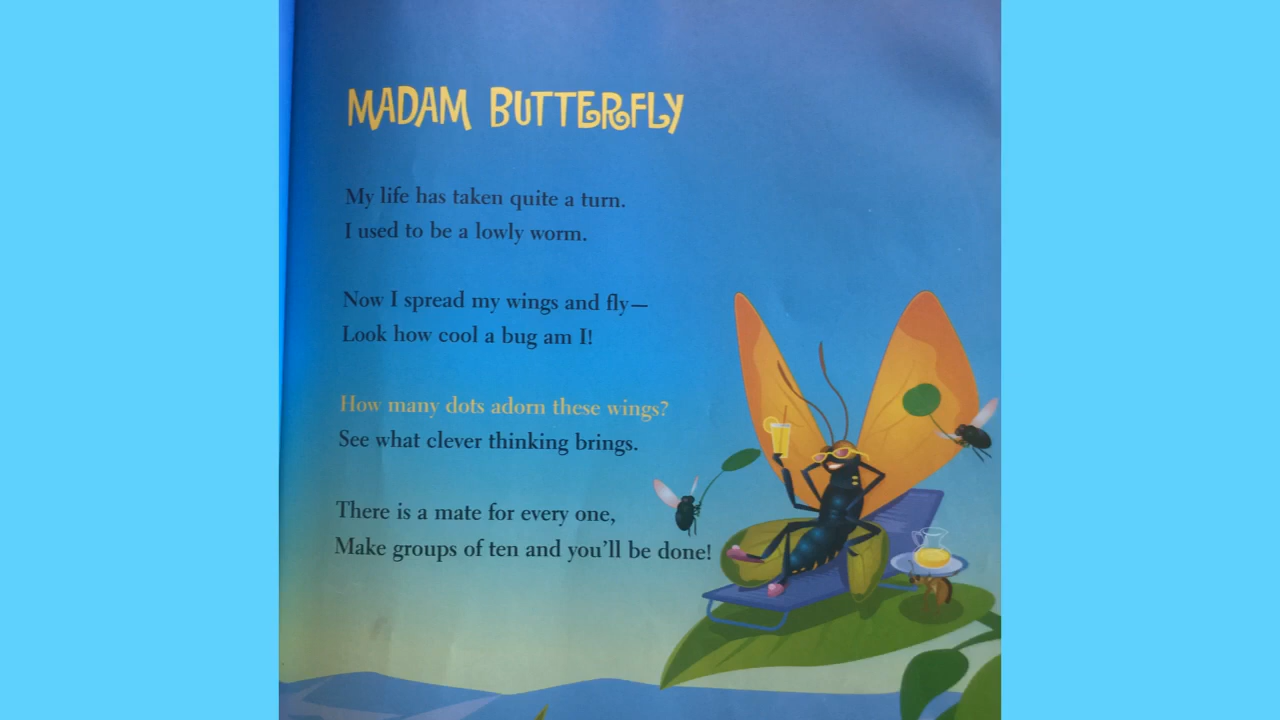 MADAM BUTTERFLY
My life has taken quite a turn.
I used to be a lowly worm.
Now I spread my wings and fly—
Look how cool a bug am I!
How many dots adorn these wings?
See what clever thinking brings.
There is a mate for every one,
Make groups of ten and you'll be done!